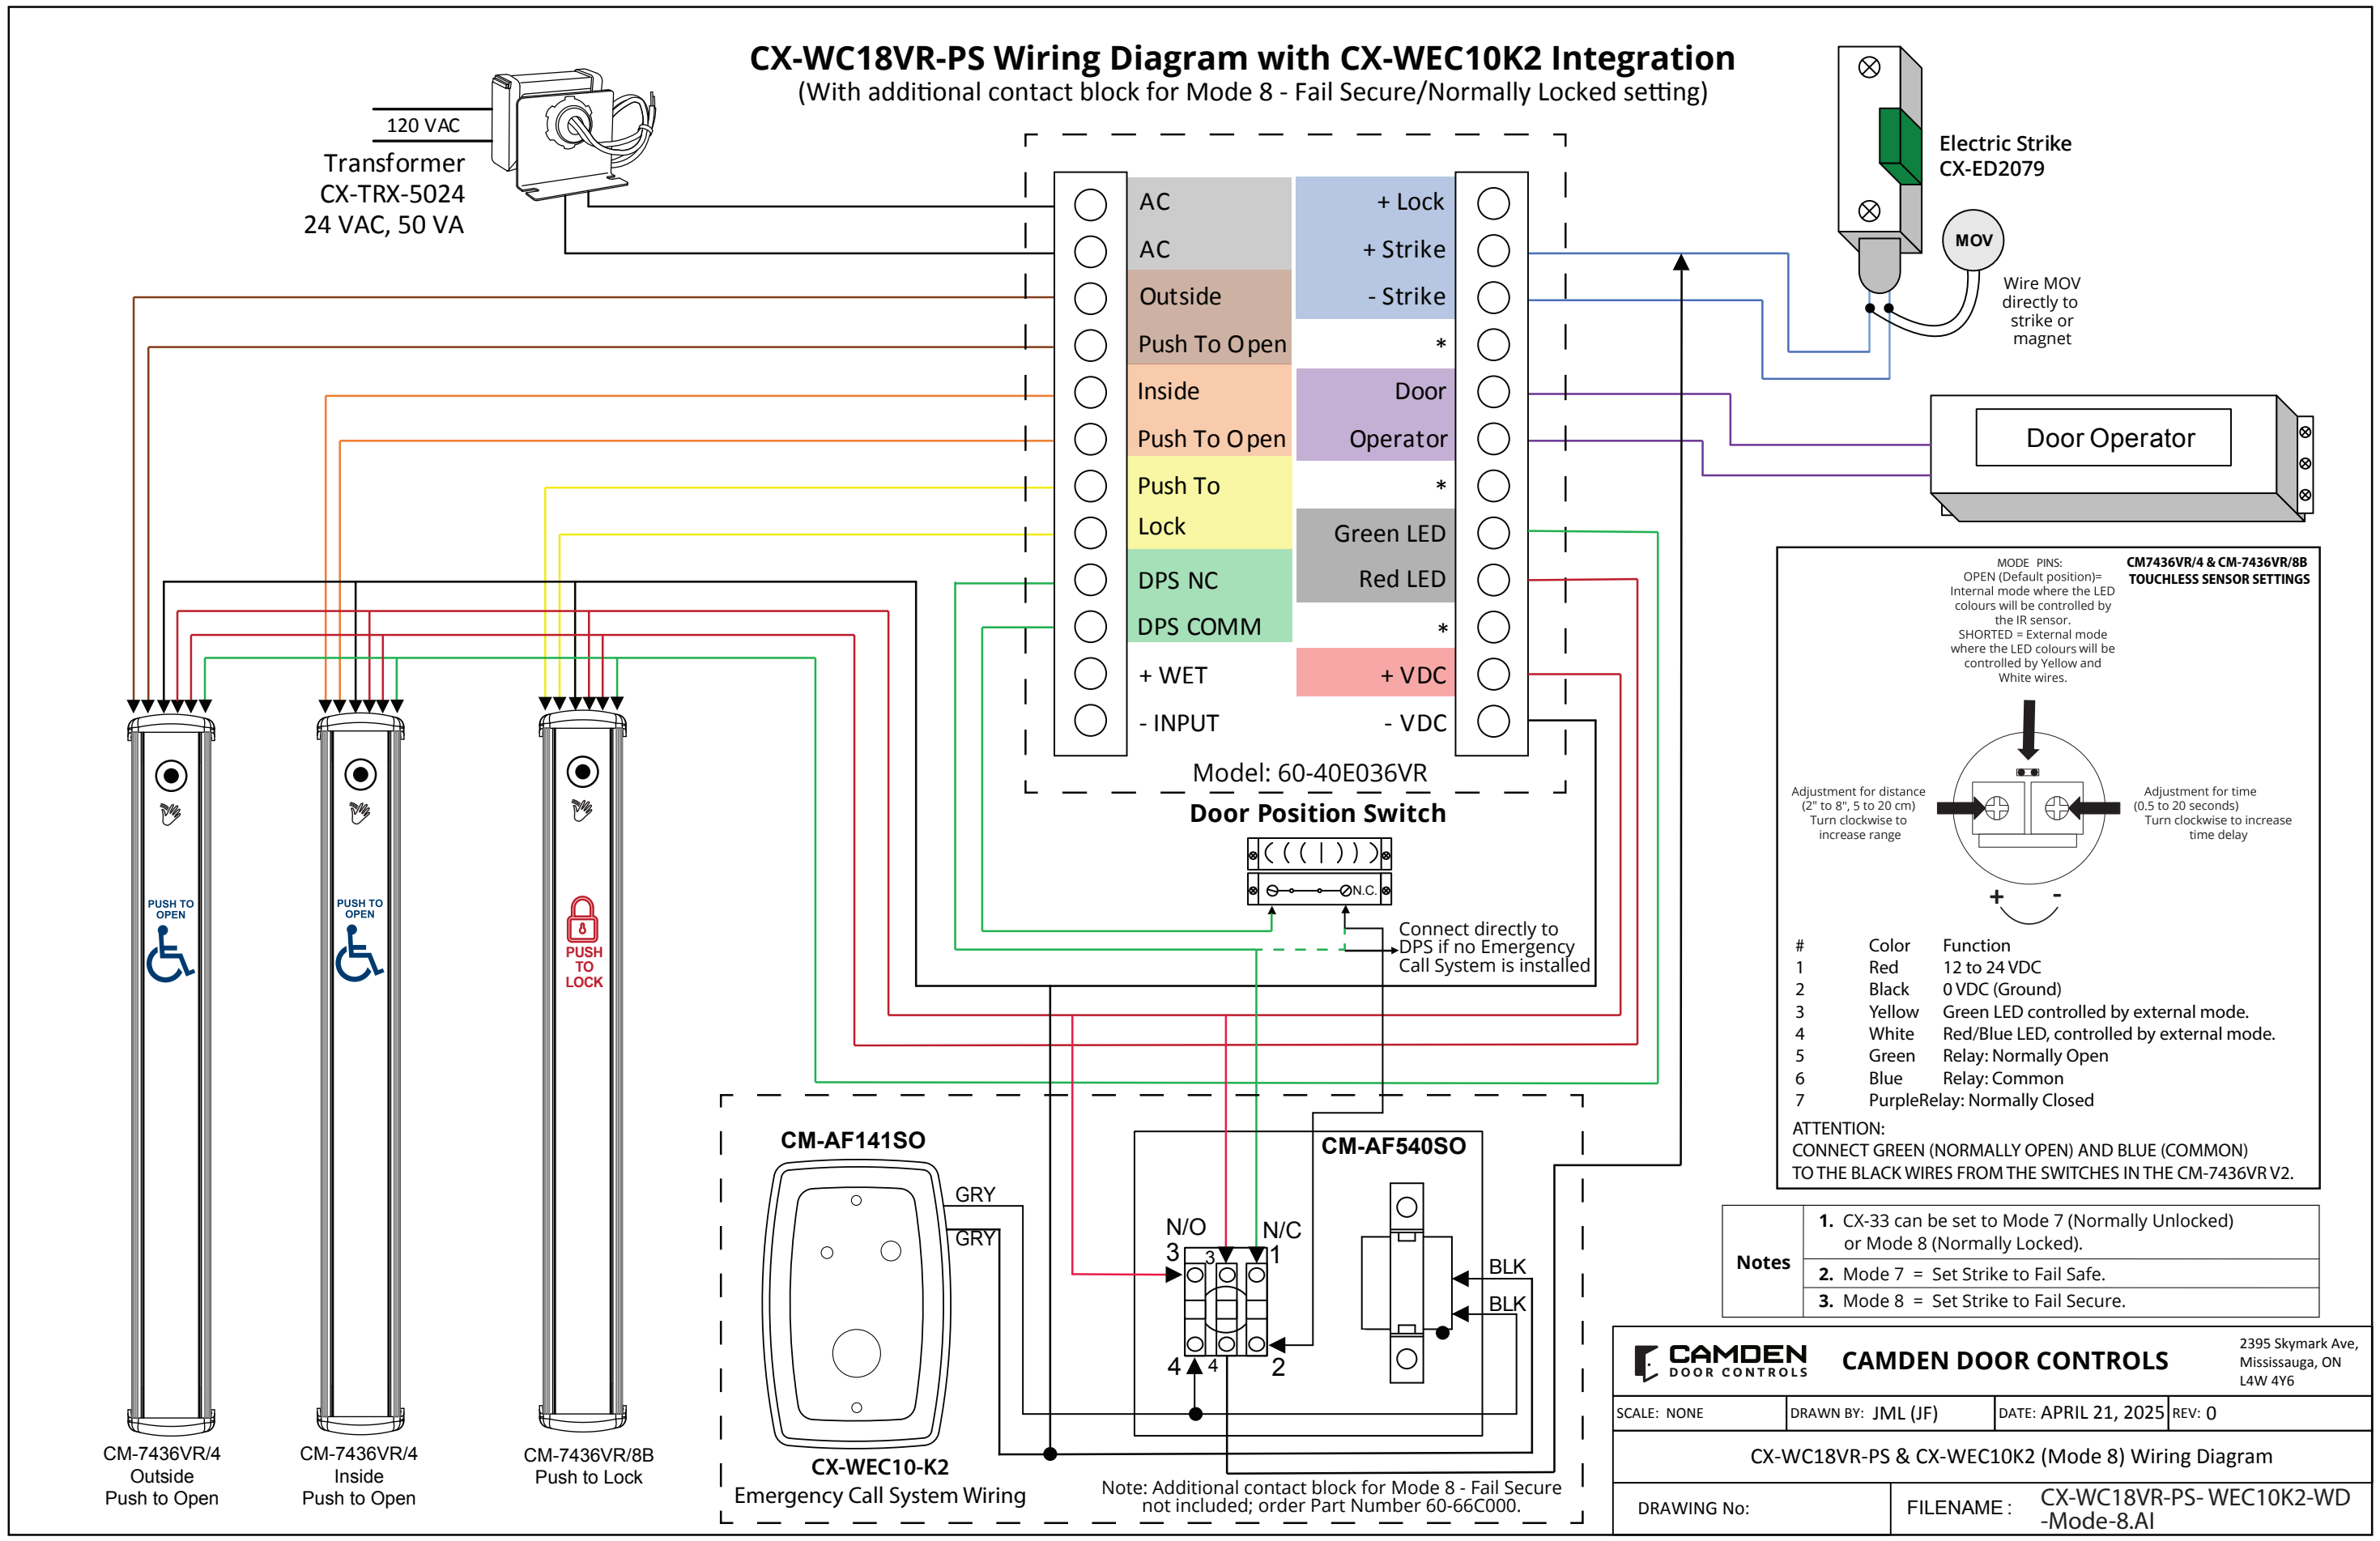 CX-WC18VR-PS Wiring Diagram with CX-WEC10K2 Integration
(With additional contact block for Mode 8 - Fail Secure/Normally Locked setting)
120 VAC
Transformer
CX-TRX-5024
24 VAC, 50 VA
Electric Strike
CX-ED2079
MOV
Wire MOV
directly to
strike or
magnet
AC
AC
Outside
Push To Open
Inside
Push To Open
Push To
Lock
DPS NC
DPS COMM
+ WET
- INPUT
+ Lock
+ Strike
- Strike
*
Door
Operator
*
Green LED
Red LED
*
+ VDC
- VDC
Model: 60-40E036VR
Door Operator
Door Position Switch
N.C.
Connect directly to
DPS if no Emergency
Call System is installed
PUSH TO
OPEN
PUSH TO
OPEN
PUSH
TO
LOCK
CM-7436VR/4
Outside
Push to Open
CM-7436VR/4
Inside
Push to Open
CM-7436VR/8B
Push to Lock
CM-AF141SO
GRY
GRY
CX-WEC10-K2
Emergency Call System Wiring
CM-AF540SO
N/O
N/C
3
3
1
4
4
2
BLK
BLK
Note: Additional contact block for Mode 8 - Fail Secure
not included; order Part Number 60-66C000.
CM7436VR/4 & CM-7436VR/8B
TOUCHLESS SENSOR SETTINGS
MODE PINS:
OPEN (Default position)=
Internal mode where the LED
colours will be controlled by
the IR sensor.
SHORTED = External mode
where the LED colours will be
controlled by Yellow and
White wires.
Adjustment for distance
(2" to 8", 5 to 20 cm)
Turn clockwise to
increase range
Adjustment for time
(0.5 to 20 seconds)
Turn clockwise to increase
time delay
+ -
# Color Function
1 Red 12 to 24 VDC
2 Black 0 VDC (Ground)
3 Yellow Green LED controlled by external mode.
4 White Red/Blue LED, controlled by external mode.
5 Green Relay: Normally Open
6 Blue Relay: Common
7 PurpleRelay: Normally Closed
ATTENTION:
CONNECT GREEN (NORMALLY OPEN) AND BLUE (COMMON)
TO THE BLACK WIRES FROM THE SWITCHES IN THE CM-7436VR V2.
Notes
1. CX-33 can be set to Mode 7 (Normally Unlocked)
or Mode 8 (Normally Locked).
2. Mode 7 = Set Strike to Fail Safe.
3. Mode 8 = Set Strike to Fail Secure.
CAMDEN
DOOR CONTROLS
CAMDEN DOOR CONTROLS
2395 Skymark Ave,
Mississauga, ON
L4W 4Y6
SCALE: NONE
DRAWN BY: JML (JF)
DATE: APRIL 21, 2025
REV: 0
CX-WC18VR-PS & CX-WEC10K2 (Mode 8) Wiring Diagram
DRAWING No:
FILENAME :
CX-WC18VR-PS- WEC10K2-WD
-Mode-8.AI